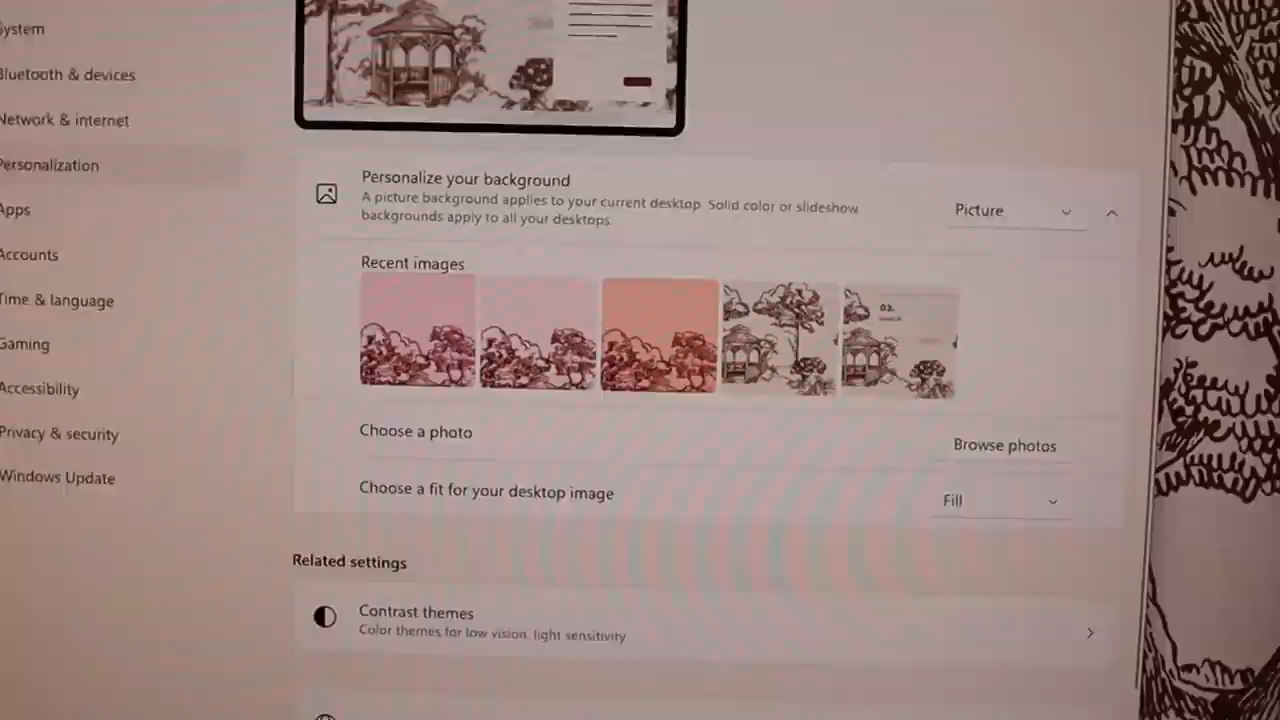 System
Bluetooth & devices
Network & internet
Personalization
Apps
Accounts
Time & language
Gaming
Accessibility
Privacy & security
Windows Update
Personalize your background
A picture background applies to your current desktop. Solid color or slideshow
backgrounds apply to all your desktops.
Picture
Recent images
03.
Choose a photo
Browse photos
Choose a fit for your desktop image
Fill
Related settings
Contrast themes
Color themes for low vision, light sensitivity